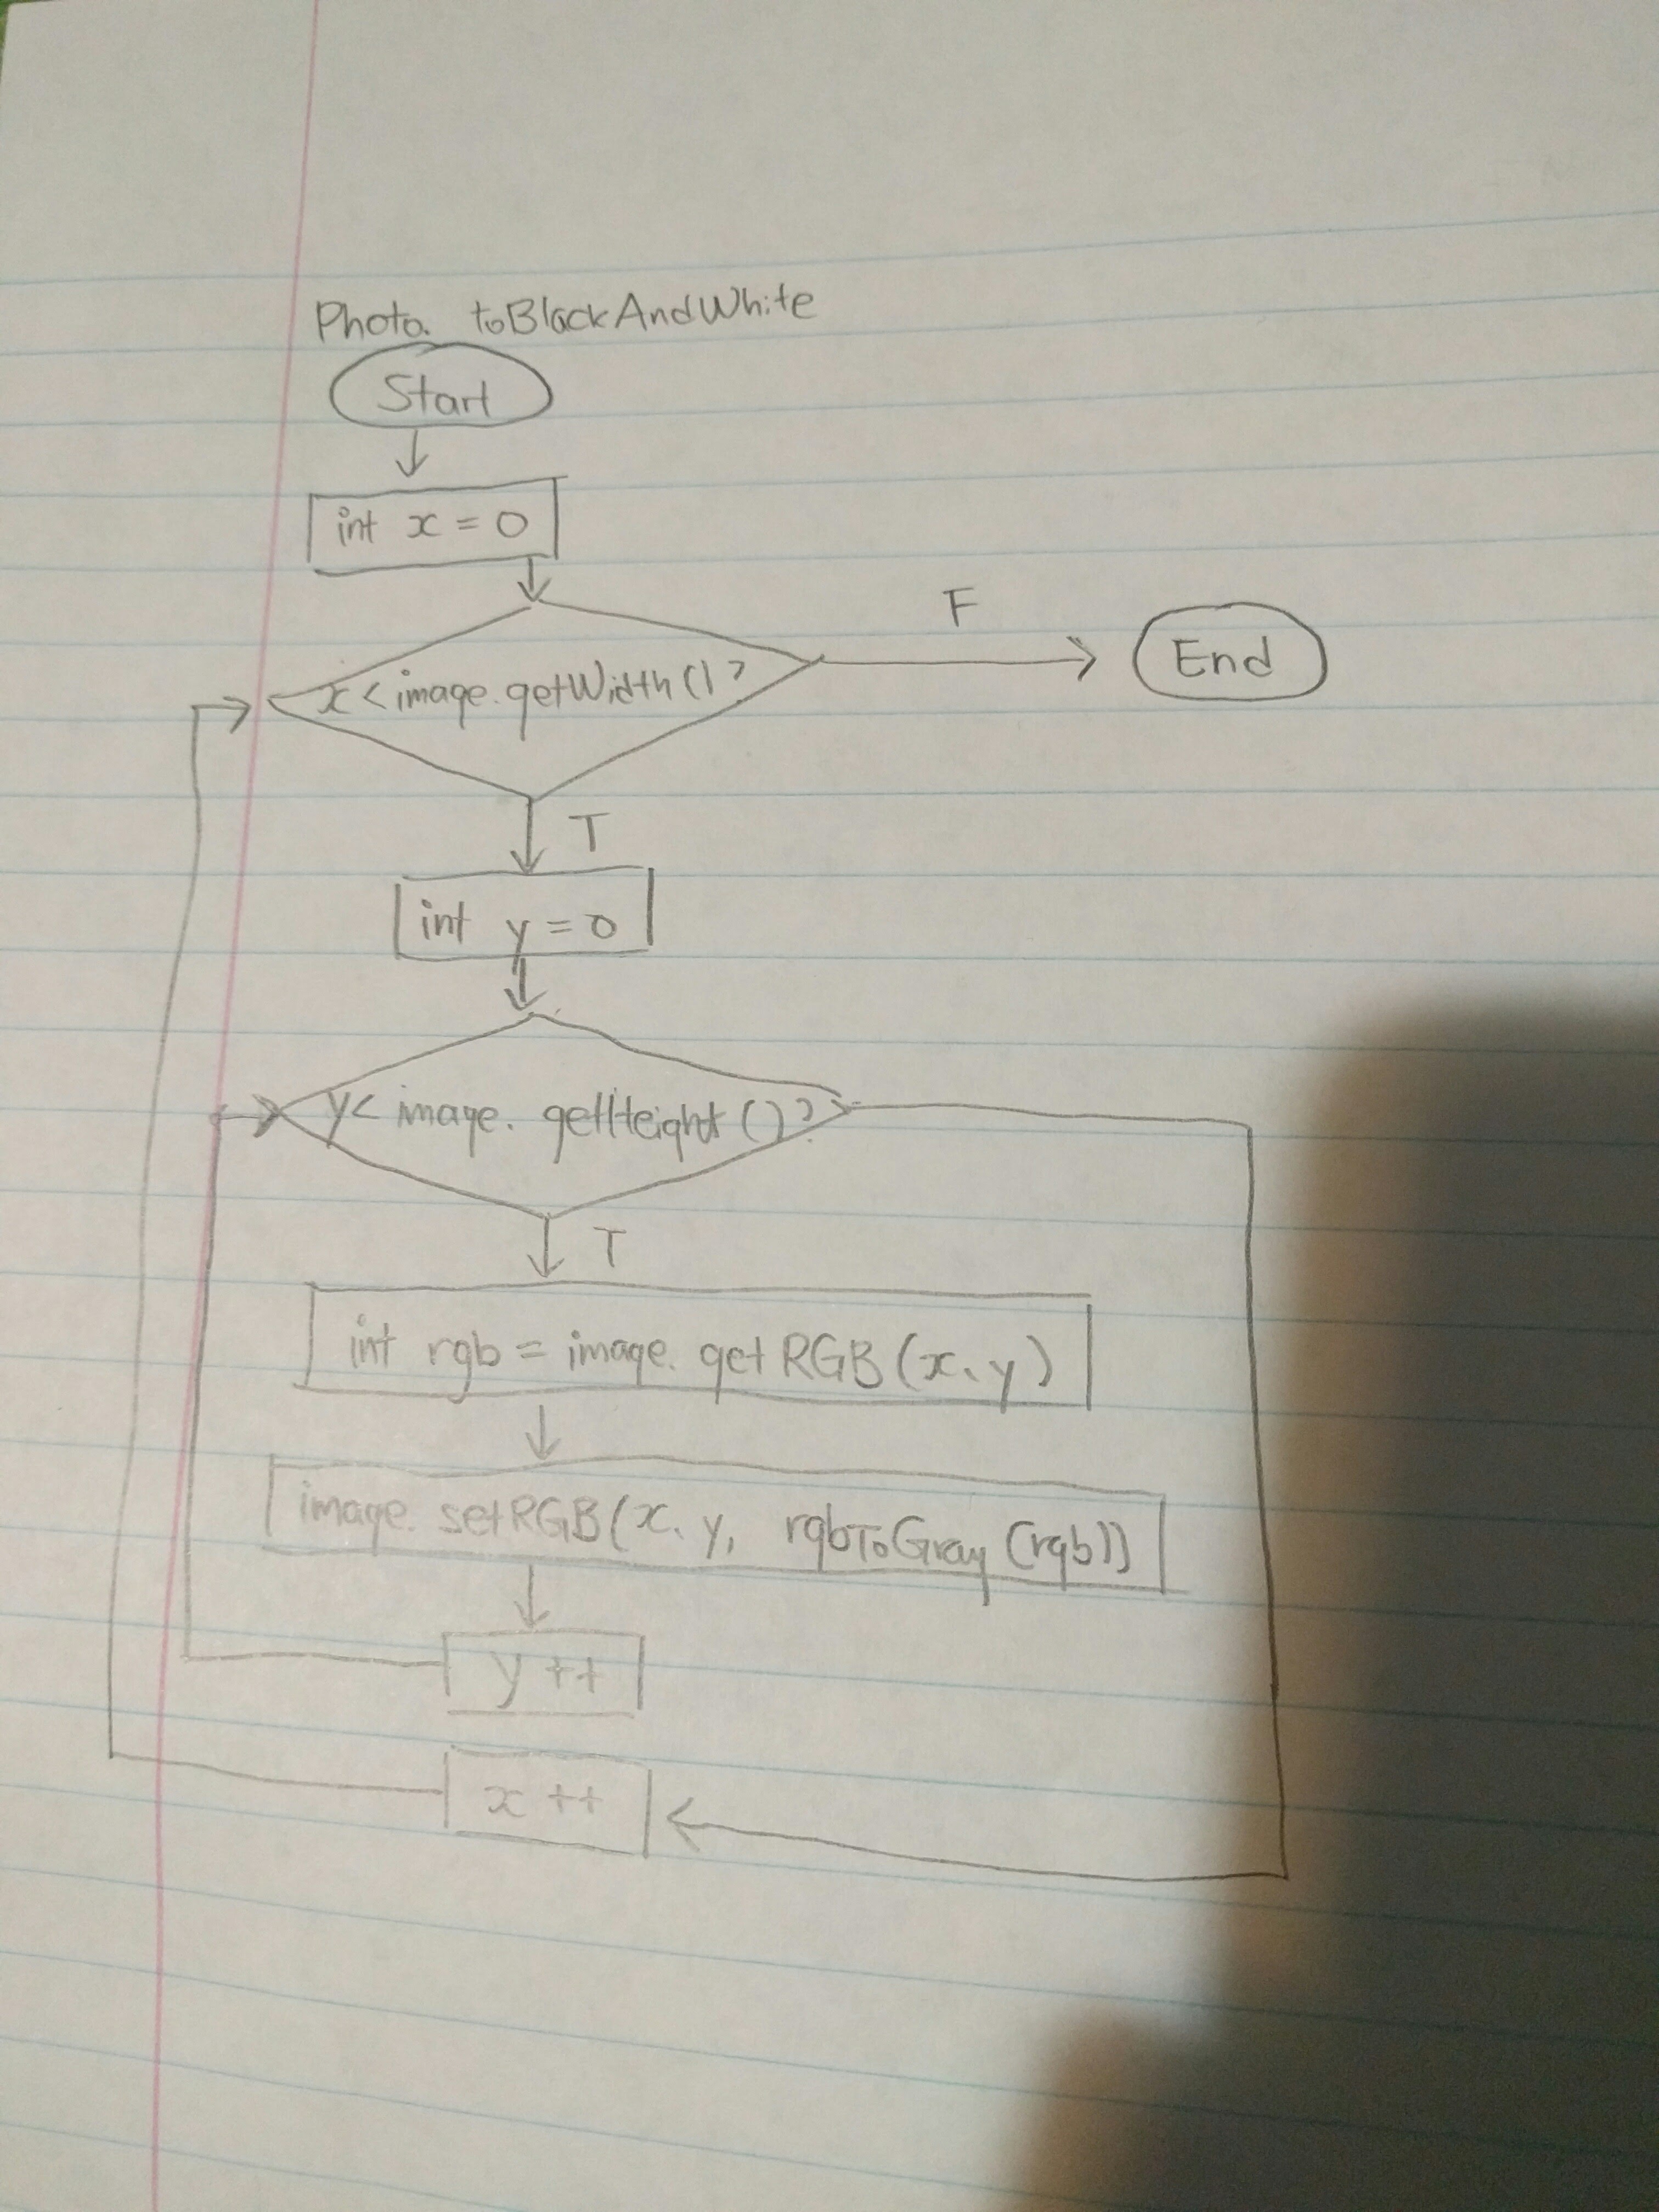 Photo. toBlackAndWhite
Start
int x = 0
x < image.getWidth()?
F
End
T
int y = 0
y < image.getHeight()?
T
int rgb = image.getRGB(x, y)
image.setRGB(x, y, rgbToGray(rgb))
y ++
x ++